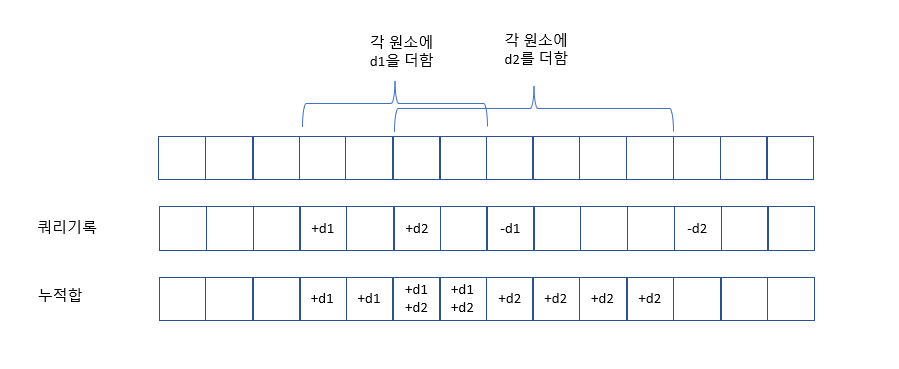 각 원소에
d1을 더함
각 원소에
d2를 더함
쿼리기록
+d1
+d2
-d1
-d2
누적합
+d1
+d1
+d1
+d2
+d1
+d2
+d2
+d2
+d2
+d2